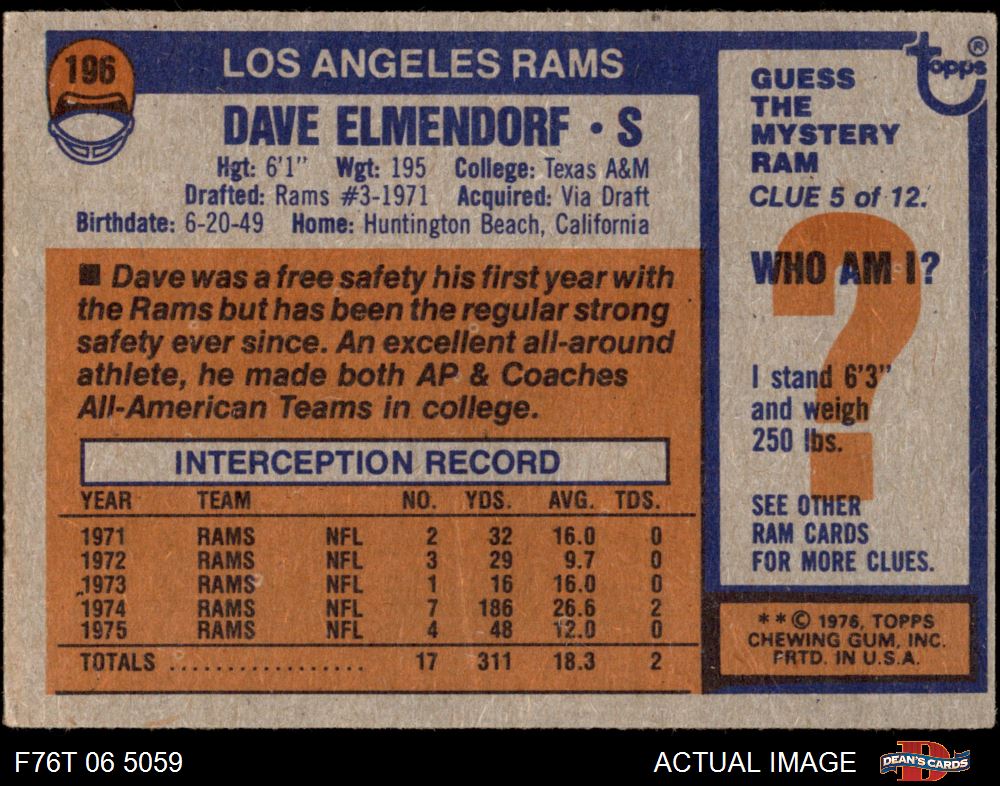 196
LOS ANGELES RAMS
DAVE ELMENDORF • S
Hgt: 6'1" Wgt: 195 College: Texas A&M
Drafted: Rams #3-1971 Acquired: Via Draft
Birthdate: 6-20-49 Home: Huntington Beach, California
■ Dave was a free safety his first year with
the Rams but has been the regular strong
safety ever since. An excellent all-around
athlete, he made both AP & Coaches
All-American Teams in college.
INTERCEPTION RECORD
YEAR TEAM NO. YDS. AVG. TDS.
1971 RAMS NFL 2 32 16.0 0
1972 RAMS NFL 3 29 9.7 0
1973 RAMS NFL 1 16 16.0 0
1974 RAMS NFL 7 186 26.6 2
1975 RAMS NFL 4 48 12.0 0
TOTALS .................. 17 311 18.3 2
topps ®
GUESS
THE
MYSTERY
RAM
CLUE 5 of 12.
?
WHO AM I?
I stand 6'3"
and weigh
250 lbs.
SEE OTHER
RAM CARDS
FOR MORE CLUES.
* * © 1976, TOPPS
CHEWING GUM, INC.
PRTD. IN U.S.A.
F76T 06 5059
ACTUAL IMAGE
D
DEAN'S CARDS